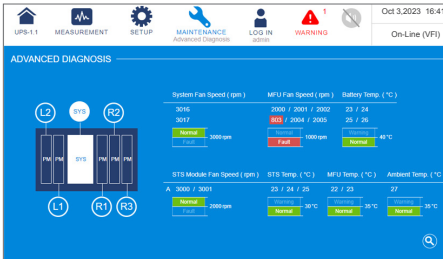 1
Oct 3,2023 16:41
UPS-1.1 MEASUREMENT SETUP MAINTENANCE LOG IN WARNING On-Line (VFI)
Advanced Diagnosis admin
ADVANCED DIAGNOSIS
System Fan Speed ( rpm ) MFU Fan Speed ( rpm ) Battery Temp. ( °C )
3016 2000 / 2001 / 2002 23 / 24
3017 803 / 2004 / 2005 25 / 26
Normal 3000 rpm Normal 1000 rpm Warning 40 °C
Fault Fault Normal
L2 SYS R2
PM PM SYS PM PM PM
L1 R1 R3
STS Module Fan Speed ( rpm ) STS Temp. ( °C ) MFU Temp. ( °C ) Ambient Temp. ( °C
A 3000 / 3001 23 / 24 / 25 22 / 23 27
Normal 2000 rpm Warning 30 °C Warning 35 °C Warning 35 °C
Fault Normal Normal Normal